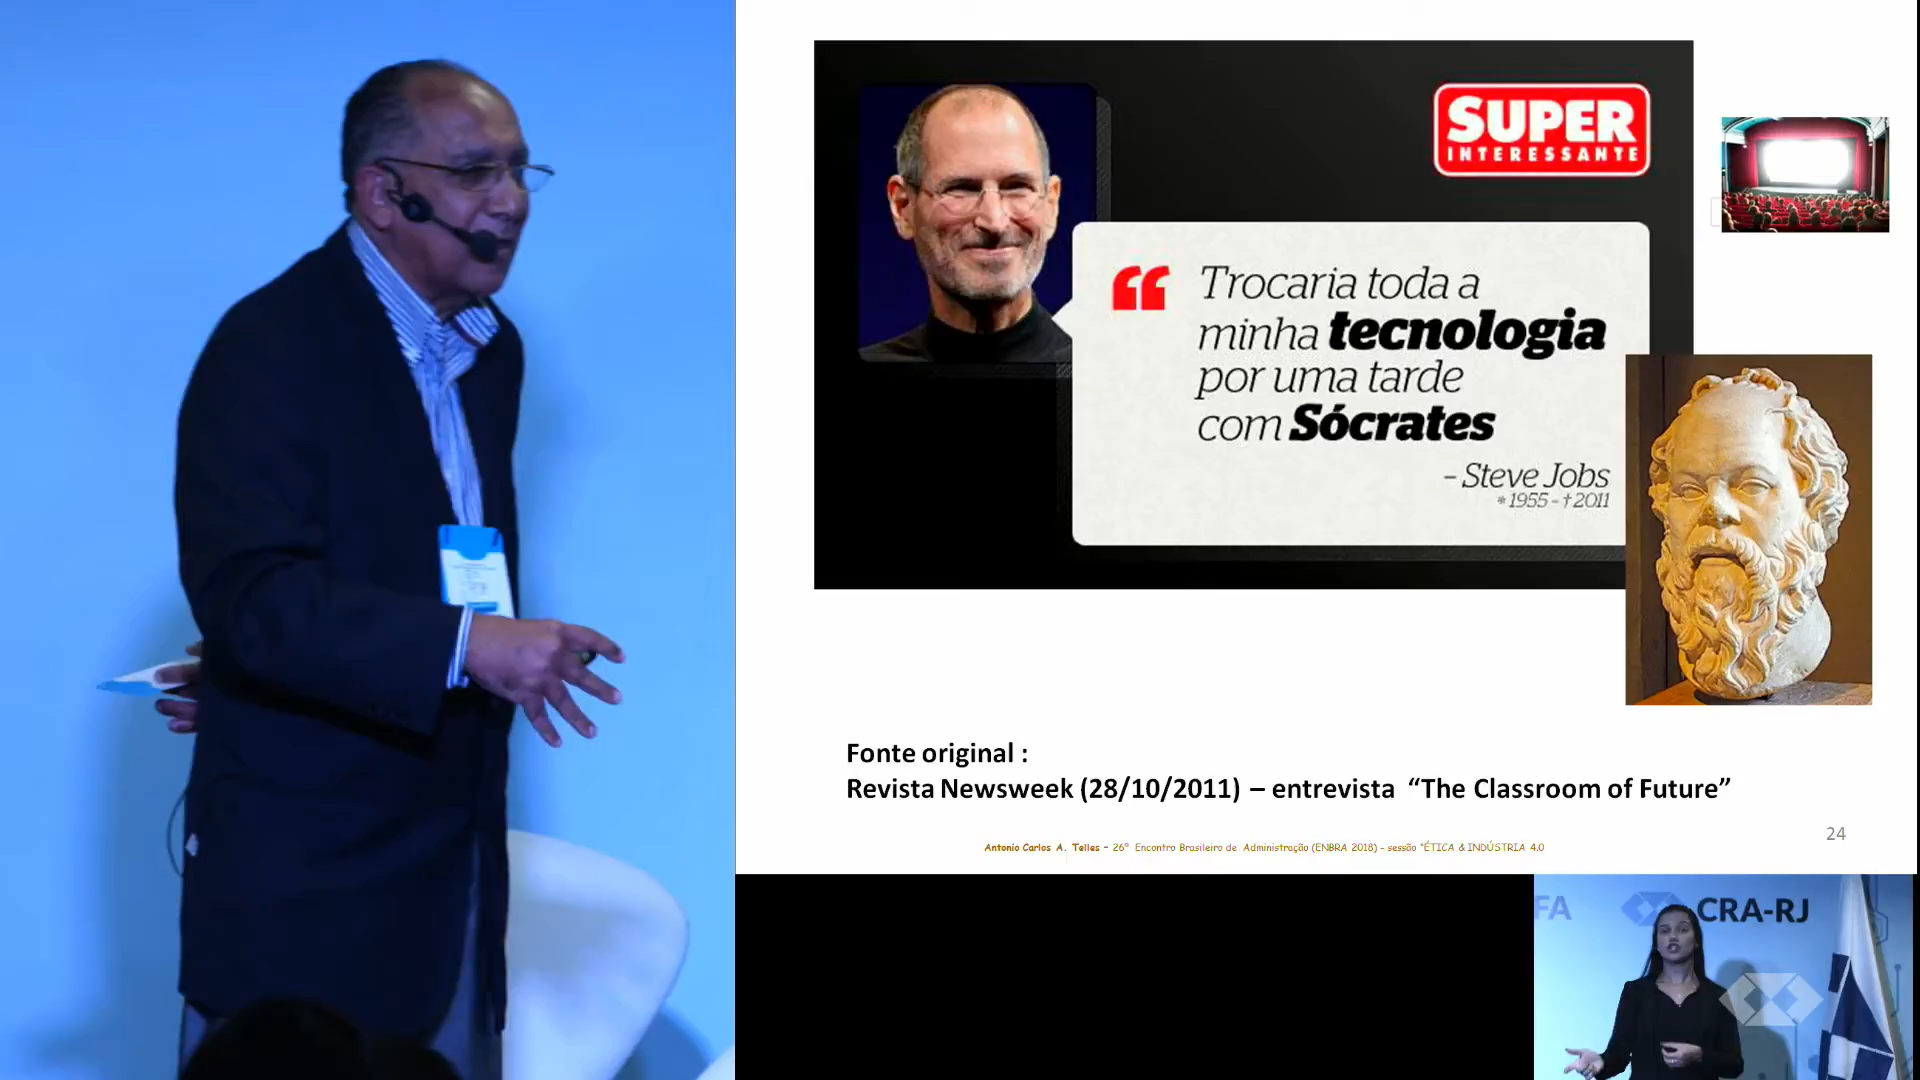 SUPER
INTERESSANTE
“ Trocaria toda a
minha tecnologia
por uma tarde
com Sócrates
– Steve Jobs
* 1955 - † 2011
Fonte original :
Revista Newsweek (28/10/2011) – entrevista “The Classroom of Future”
24
Antonio Carlos A. Telles – 26º Encontro Brasileiro de Administração (ENBRA 2018) – sessão “ÉTICA & INDÚSTRIA 4.0
FA
CRA-RJ